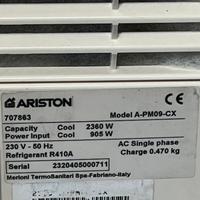 ARISTON
707863 Model A-PM09-CX
Capacity Cool 2360 W
Power Input Cool 905 W
230 V - 50 Hz AC Single phase
Refrigerant R410A Charge 0.470 kg
Serial 2320405000711
Merloni TermoSanitari Spa-Fabriano-Italy